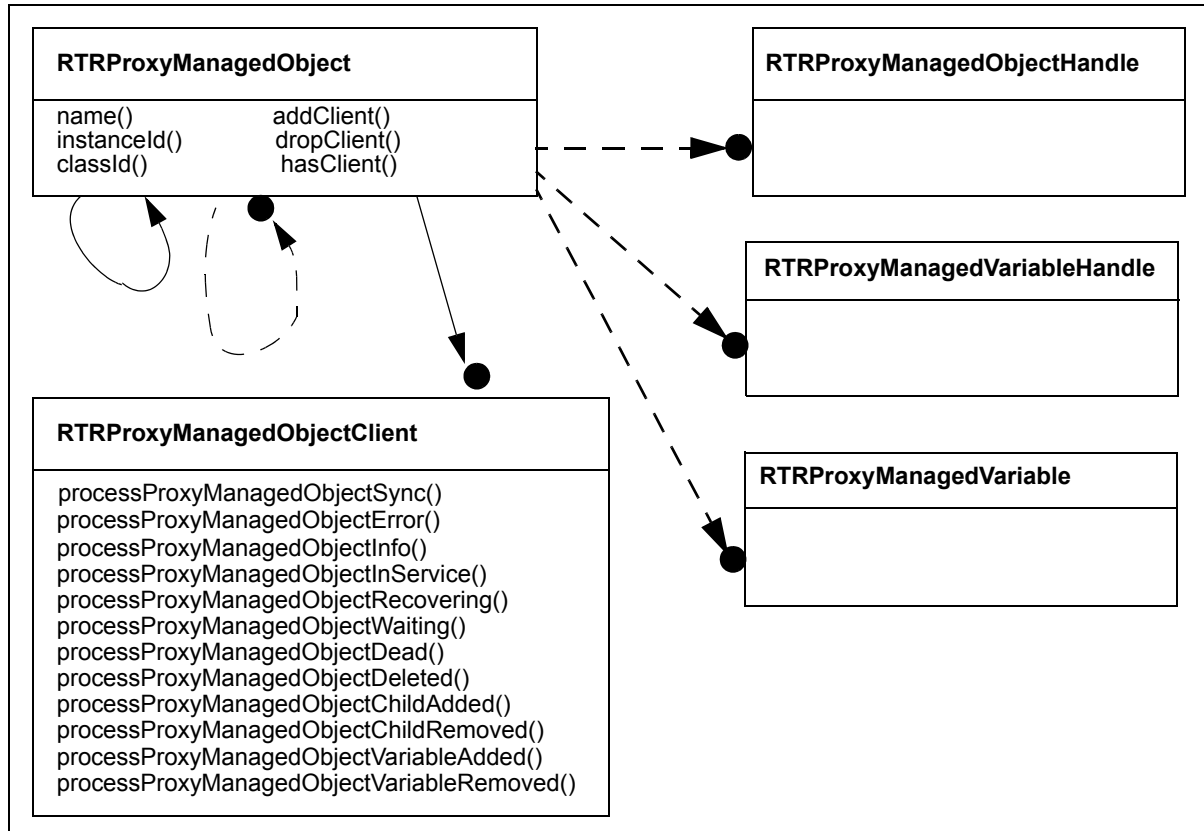 RTRProxyManagedObject
name() addClient()
instanceId() dropClient()
classId() hasClient()
RTRProxyManagedObjectHandle
RTRProxyManagedVariableHandle
RTRProxyManagedVariable
RTRProxyManagedObjectClient
processProxyManagedObjectSync()
processProxyManagedObjectError()
processProxyManagedObjectInfo()
processProxyManagedObjectInService()
processProxyManagedObjectRecovering()
processProxyManagedObjectWaiting()
processProxyManagedObjectDead()
processProxyManagedObjectDeleted()
processProxyManagedObjectChildAdded()
processProxyManagedObjectChildRemoved()
processProxyManagedObjectVariableAdded()
processProxyManagedObjectVariableRemoved()